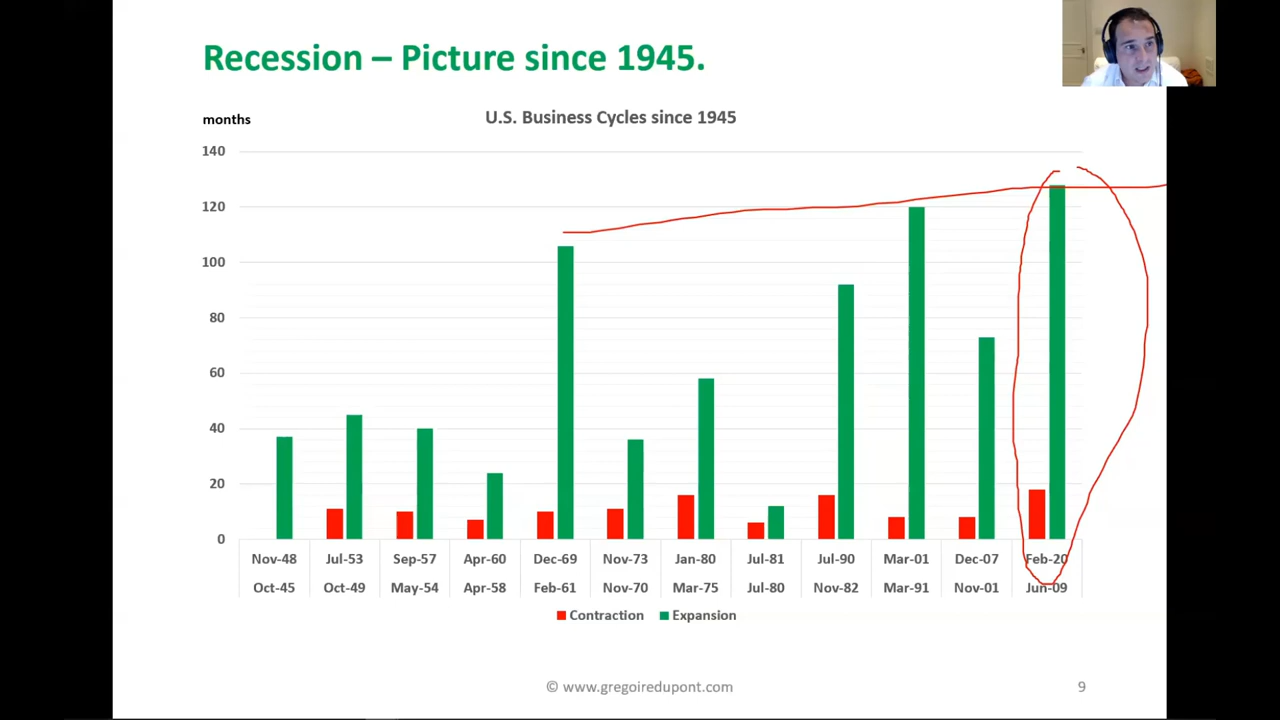 Recession – Picture since 1945.
months
U.S. Business Cycles since 1945
140
120
100
80
60
40
20
0
Nov-48 Jul-53 Sep-57 Apr-60 Dec-69 Nov-73 Jan-80 Jul-81 Jul-90 Mar-01 Dec-07 Feb-20
Oct-45 Oct-49 May-54 Apr-58 Feb-61 Nov-70 Mar-75 Jul-80 Nov-82 Mar-91 Nov-01 Jun-09
Contraction Expansion
© www.gregoiredupont.com
9